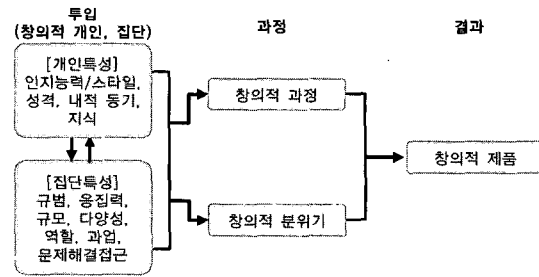 투입
(창의적 개인, 집단)
과정
결과
[개인특성]
인지능력/스타일,
성격, 내적 동기,
지식
창의적 과정
창의적 제품
[집단특성]
규범, 응집력,
규모, 다양성,
역할, 과업,
문제해결접근
창의적 분위기